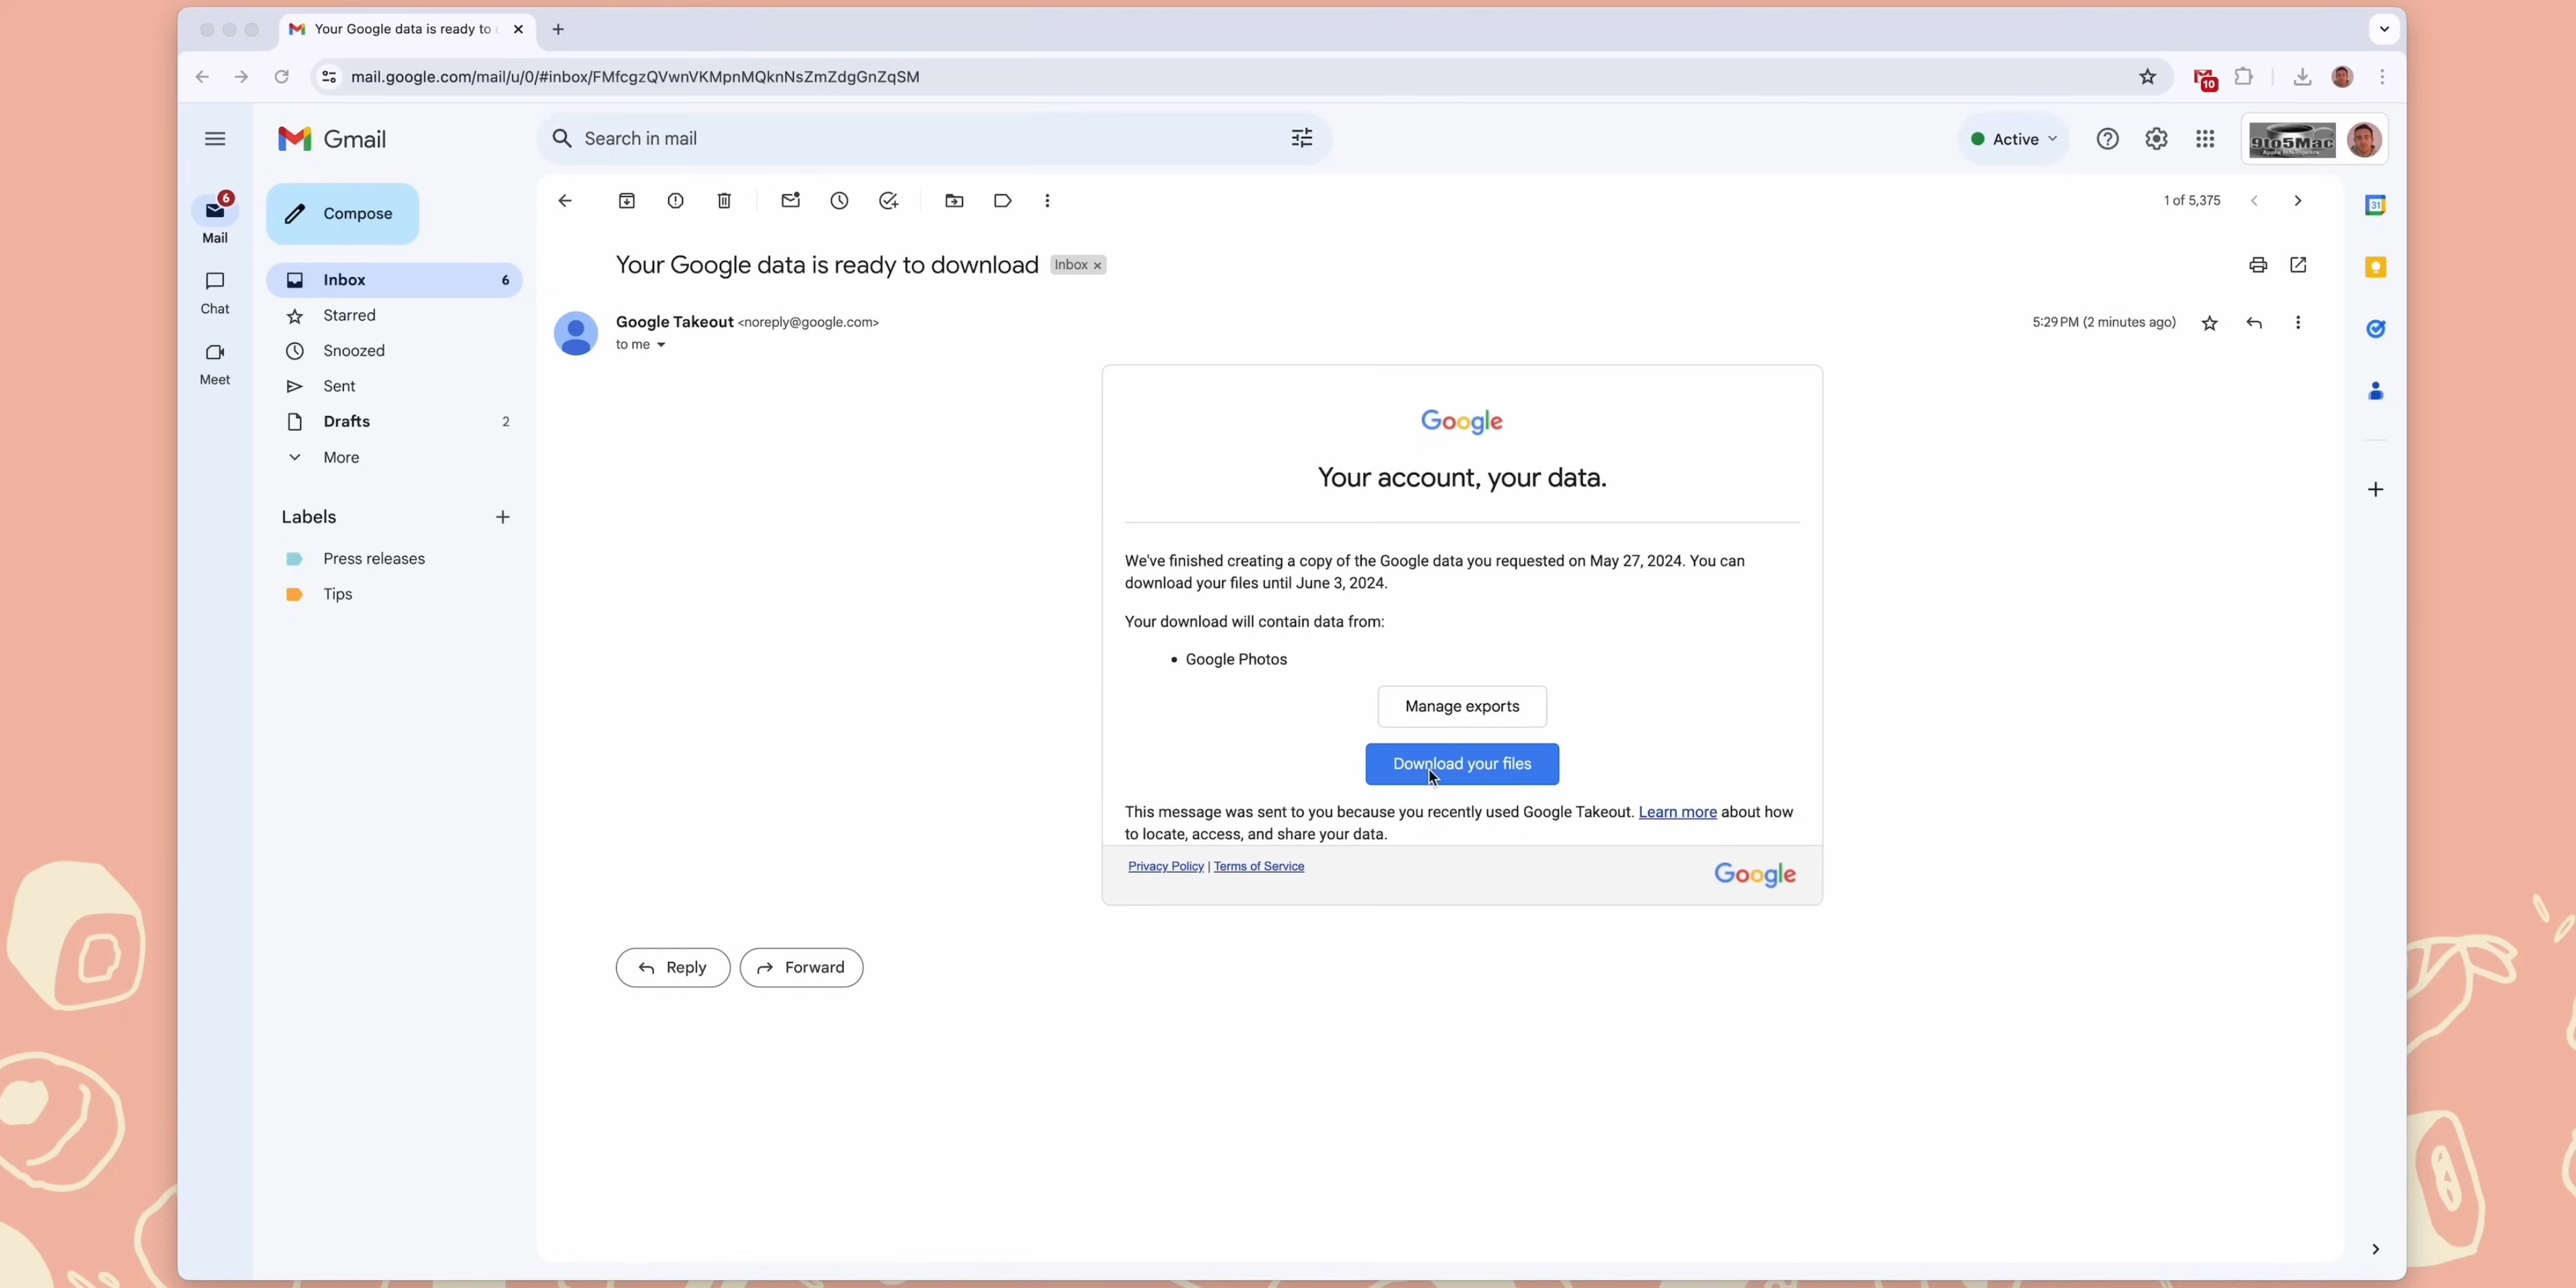 Your Google data is ready to
mail.google.com/mail/u/0/#inbox/FMfcgzQVwnVKMpnMQknNsZmZdgGnZqSM
10
Gmail
Search in mail
Active
9to5Mac
6
Mail
Chat
Meet
Compose
Inbox 6
Starred
Snoozed
Sent
Drafts 2
More
Labels
Press releases
Tips
1 of 5,375
31
Your Google data is ready to download Inbox ×
Google Takeout <noreply@google.com>
5:29 PM (2 minutes ago)
to me
Google
Your account, your data.
We've finished creating a copy of the Google data you requested on May 27, 2024. You can
download your files until June 3, 2024.
Your download will contain data from:
• Google Photos
Manage exports
Download your files
This message was sent to you because you recently used Google Takeout. Learn more about how
to locate, access, and share your data.
Privacy Policy | Terms of Service
Google
Reply
Forward